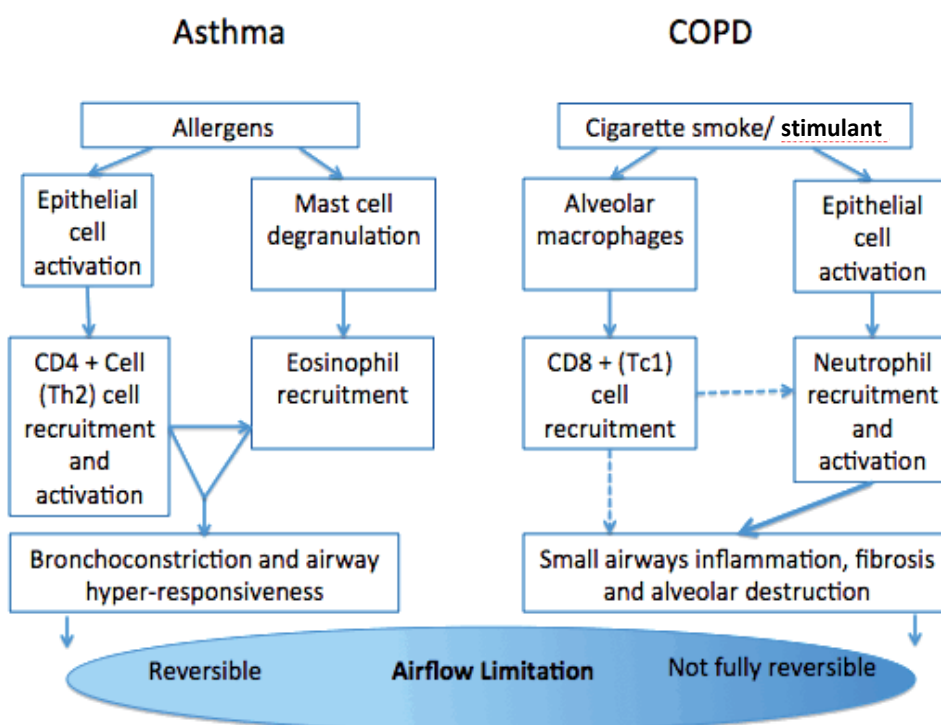 Asthma
COPD
Allergens
Cigarette smoke/ stimulant
Epithelial
cell
activation
Mast cell
degranulation
Alveolar
macrophages
Epithelial
cell
activation
CD4 + Cell
(Th2) cell
recruitment
and
activation
Eosinophil
recruitment
CD8 + (Tc1)
cell
recruitment
Neutrophil
recruitment
and
activation
Bronchoconstriction and airway
hyper-responsiveness
Small airways inflammation, fibrosis
and alveolar destruction
Reversible
Airflow Limitation
Not fully reversible